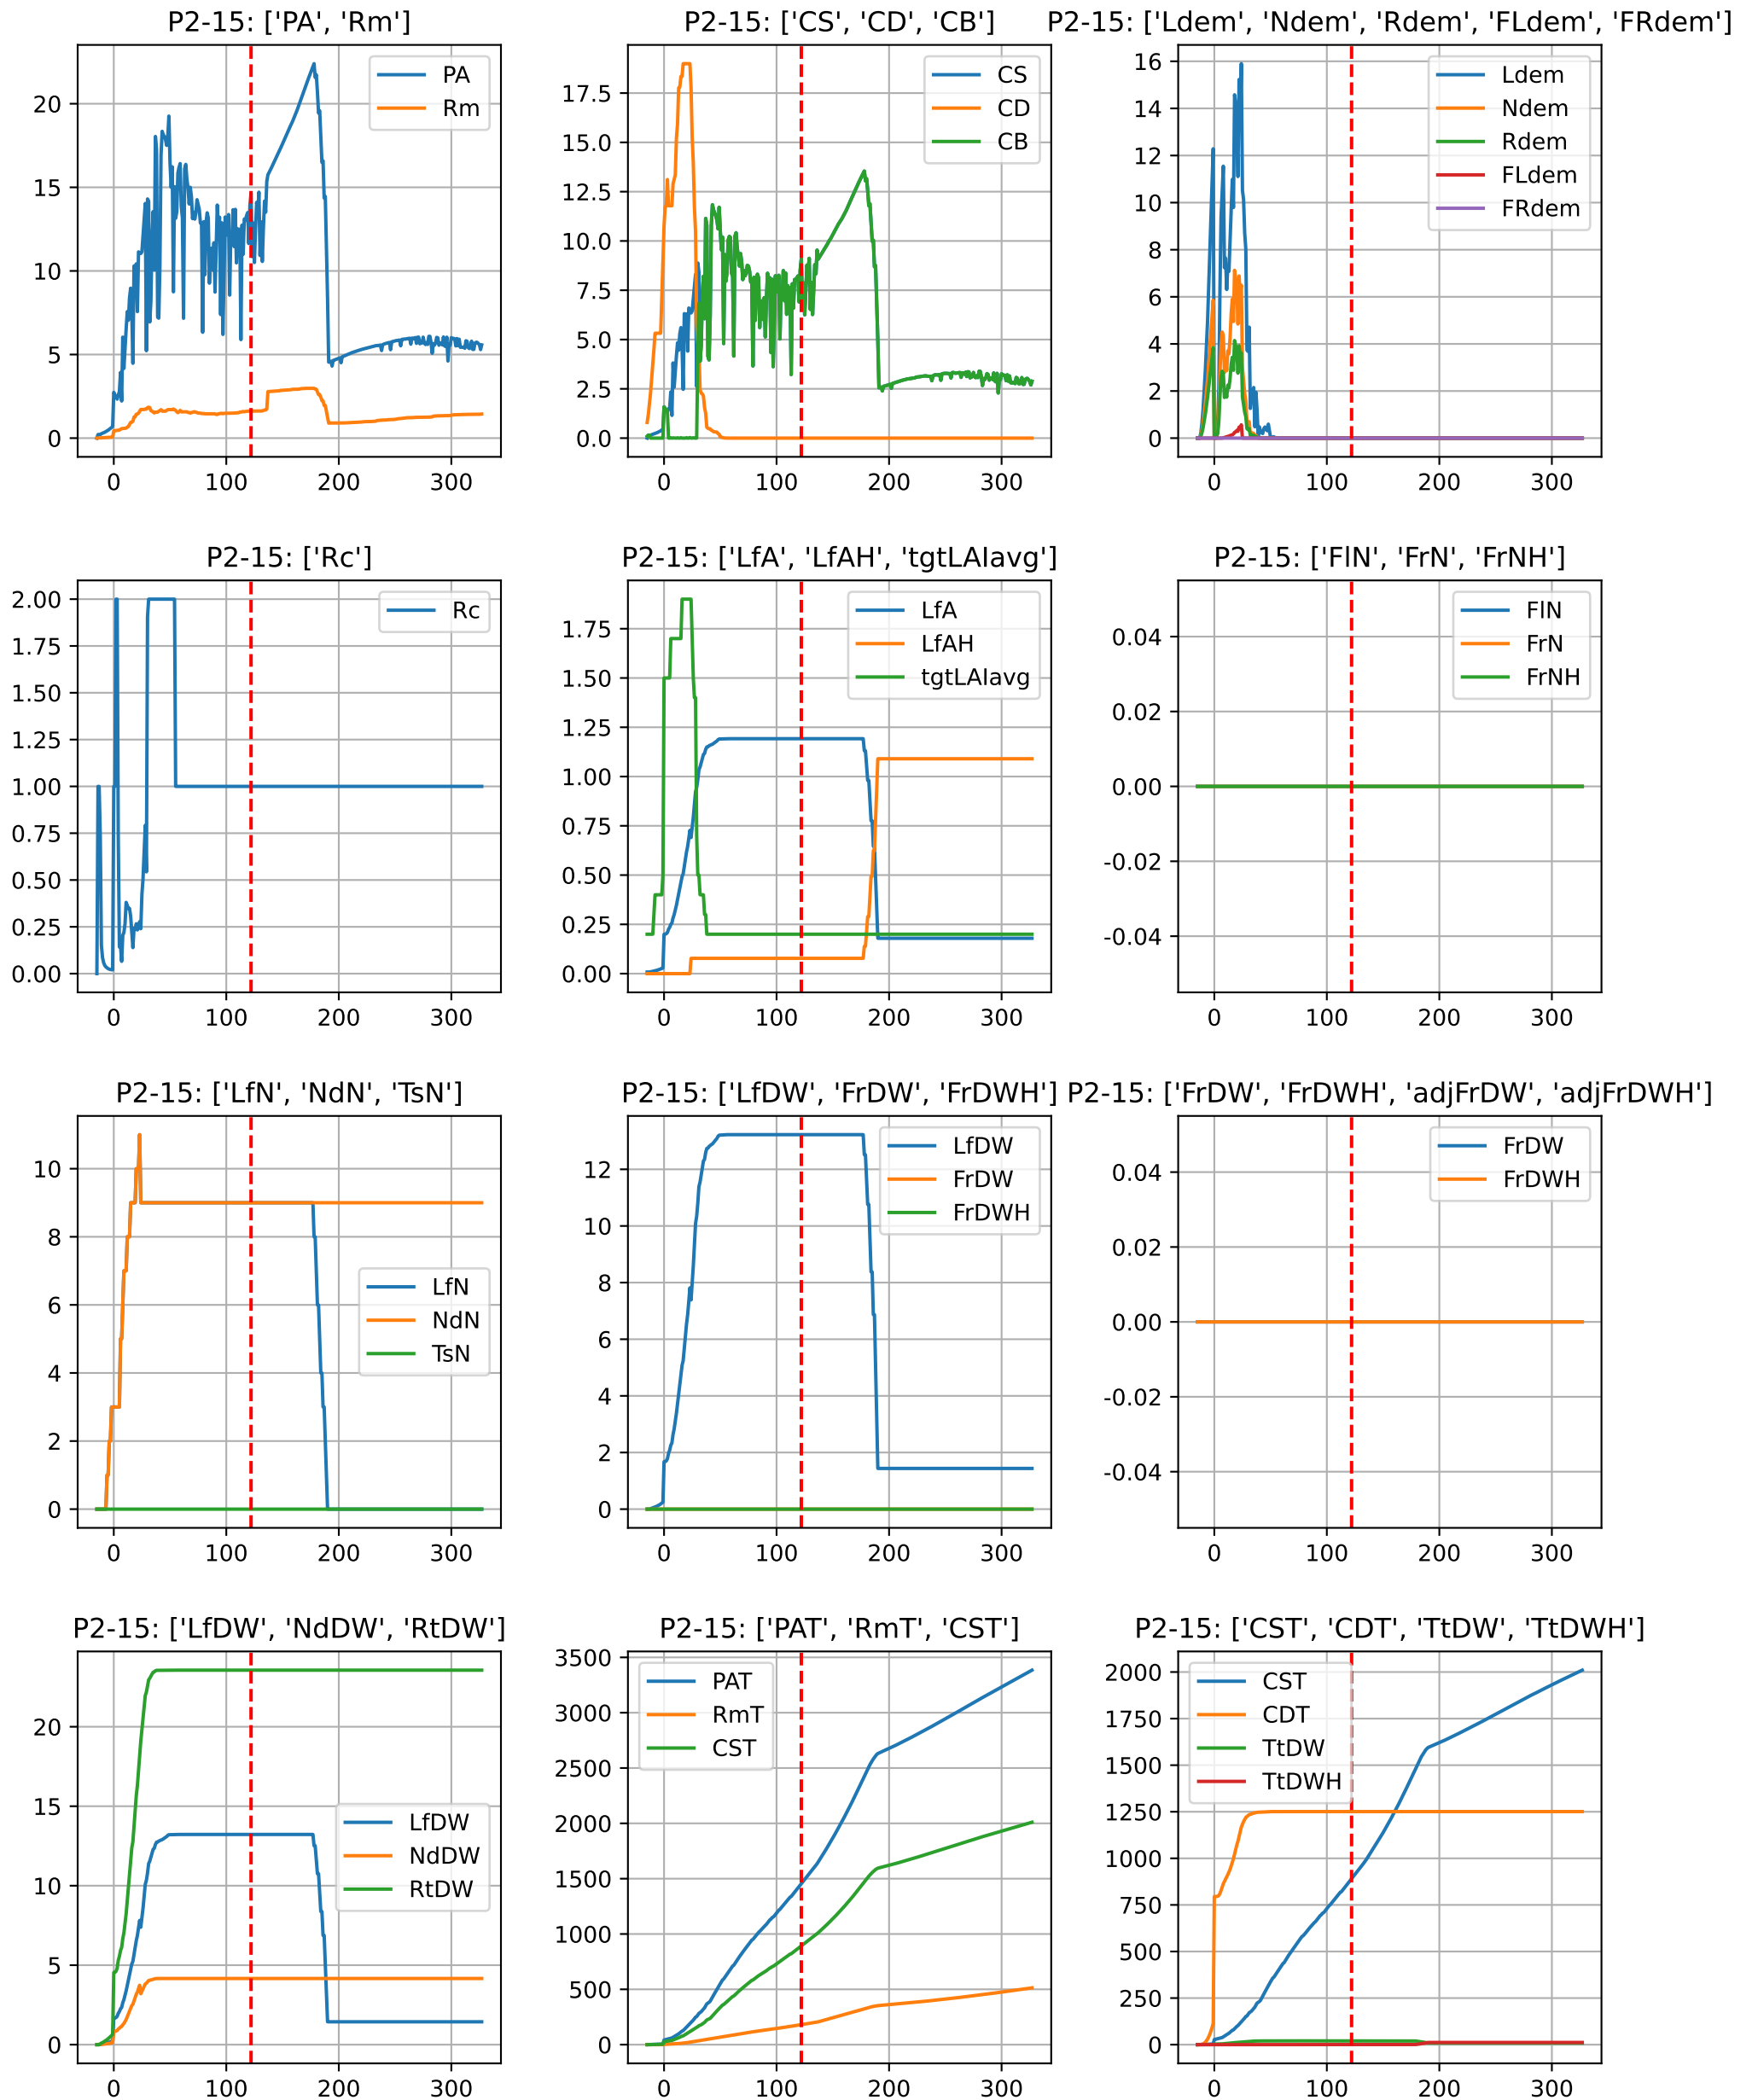 P2-15: ['PA', 'Rm']
P2-15: ['CS', 'CD', 'CB']
P2-15: ['Ldem', 'Ndem', 'Rdem', 'FLdem', 'FRdem']
PA
Rm
20
15
10
5
0
0 100 200 300
CS
CD
CB
17.5
15.0
12.5
10.0
7.5
5.0
2.5
0.0
0 100 200 300
Ldem
Ndem
Rdem
FLdem
FRdem
16
14
12
10
8
6
4
2
0
0 100 200 300
P2-15: ['Rc']
P2-15: ['LfA', 'LfAH', 'tgtLAIavg']
P2-15: ['FlN', 'FrN', 'FrNH']
Rc
2.00
1.75
1.50
1.25
1.00
0.75
0.50
0.25
0.00
0 100 200 300
LfA
LfAH
tgtLAIavg
1.75
1.50
1.25
1.00
0.75
0.50
0.25
0.00
0 100 200 300
FlN
FrN
FrNH
0.04
0.02
0.00
-0.02
-0.04
0 100 200 300
P2-15: ['LfN', 'NdN', 'TsN']
P2-15: ['LfDW', 'FrDW', 'FrDWH']
P2-15: ['FrDW', 'FrDWH', 'adjFrDW', 'adjFrDWH']
LfN
NdN
TsN
10
8
6
4
2
0
0 100 200 300
LfDW
FrDW
FrDWH
12
10
8
6
4
2
0
0 100 200 300
FrDW
FrDWH
0.04
0.02
0.00
-0.02
-0.04
0 100 200 300
P2-15: ['LfDW', 'NdDW', 'RtDW']
P2-15: ['PAT', 'RmT', 'CST']
P2-15: ['CST', 'CDT', 'TtDW', 'TtDWH']
LfDW
NdDW
RtDW
20
15
10
5
0
0 100 200 300
PAT
RmT
CST
3500
3000
2500
2000
1500
1000
500
0
0 100 200 300
CST
CDT
TtDW
TtDWH
2000
1750
1500
1250
1000
750
500
250
0
0 100 200 300